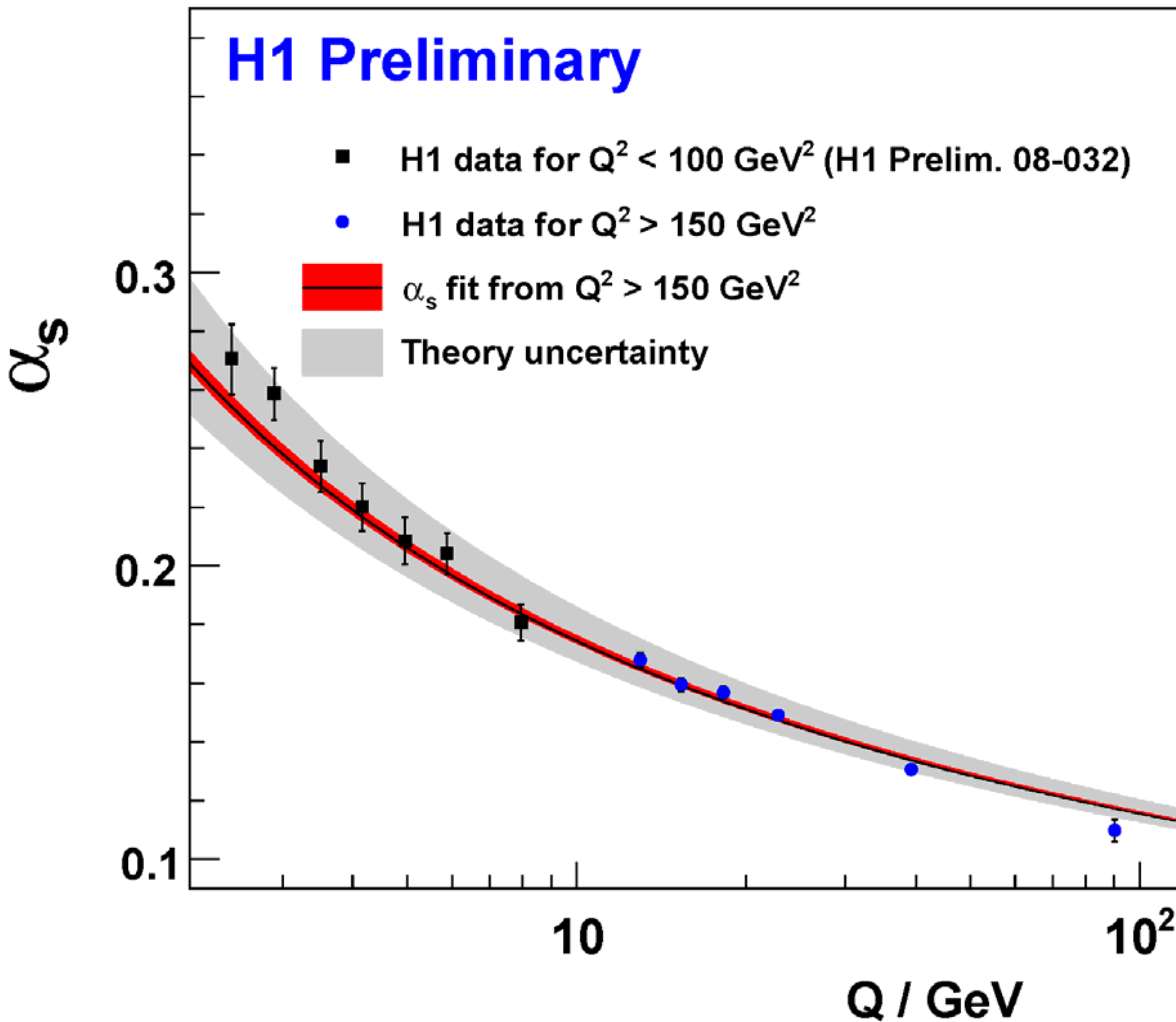 H1 Preliminary
H1 data for Q² < 100 GeV² (H1 Prelim. 08-032)
H1 data for Q² > 150 GeV²
αs fit from Q² > 150 GeV²
Theory uncertainty
αs
0.3
0.2
0.1
10
10²
Q / GeV